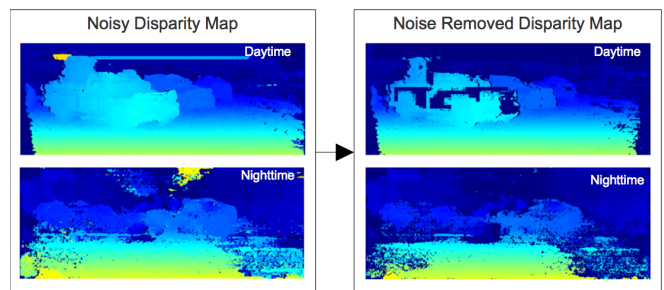 Noisy Disparity Map
Daytime
Nighttime
Noise Removed Disparity Map
Daytime
Nighttime